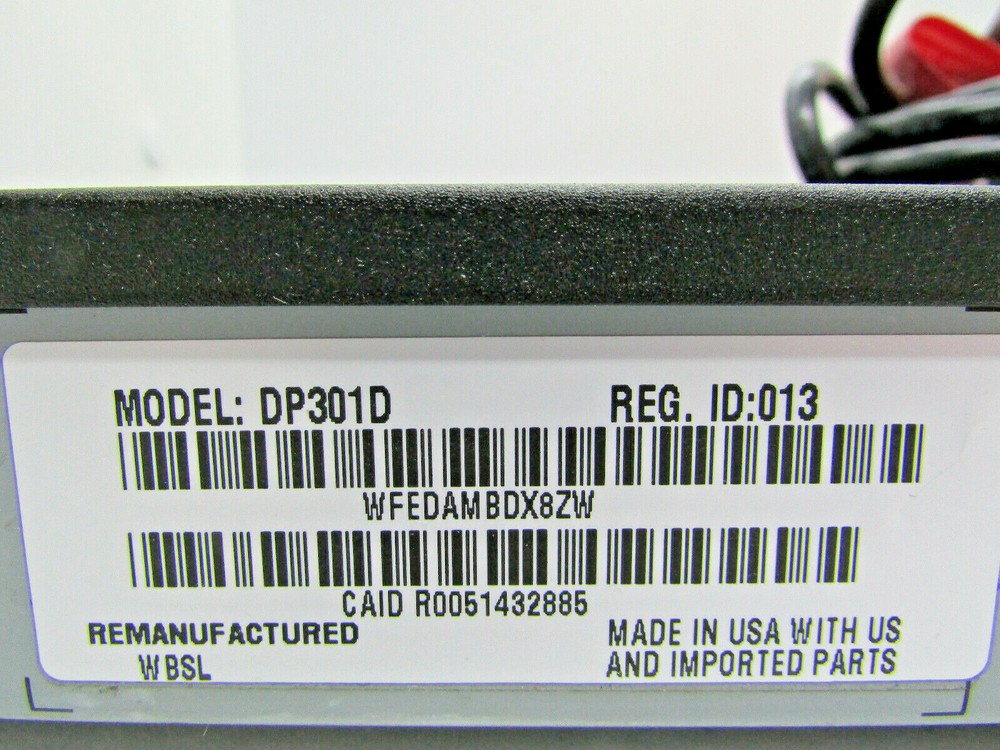 MODEL: DP301D REG. ID:013
WFEDAMBDX8ZW
CAID R0051432885
REMANUFACTURED MADE IN USA WITH US
WBSL AND IMPORTED PARTS